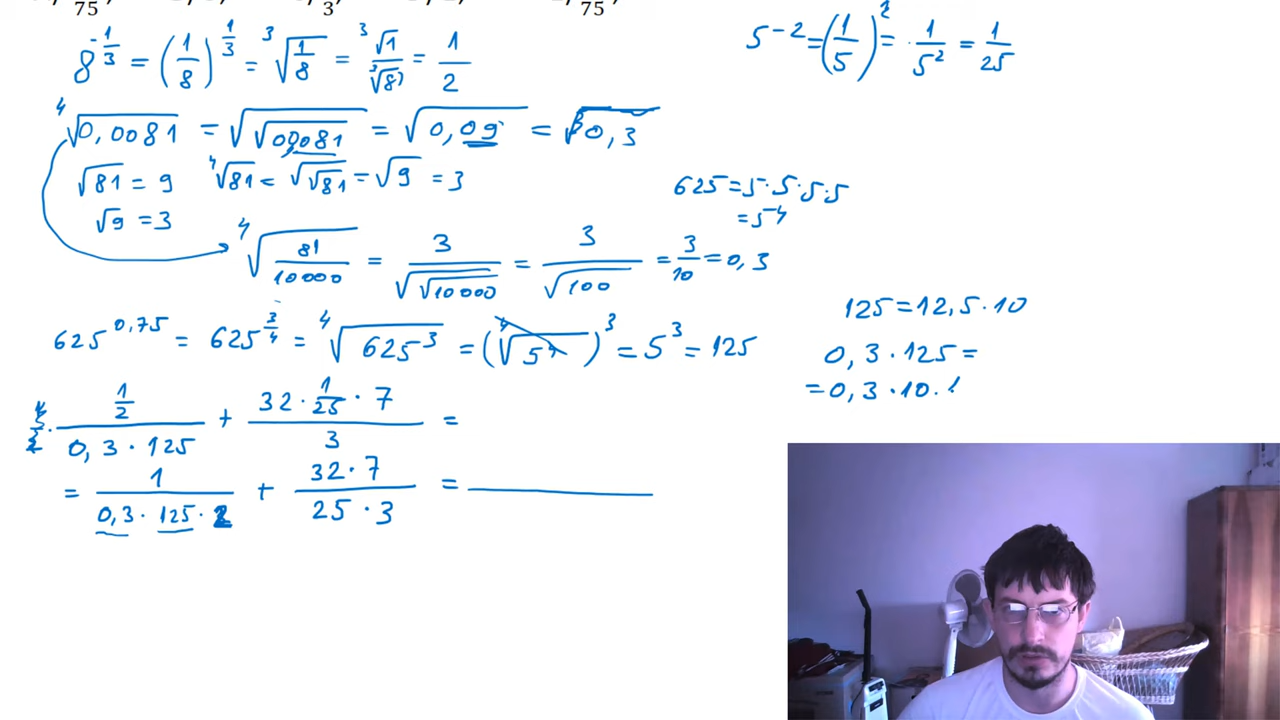 75 3 75
8^{-1/3} = (1/8)^{1/3} = ∛(1/8) = ∛1/∛8 = 1/2
5^{-2} = (1/5)^2 = 1/5^2 = 1/25
⁴√0,0081 = √√0,0081 = √0,09 = 0,3
√81 = 9 ⁴√81 = √√81 = √9 = 3
√9 = 3
625 = 5·5·5·5
= 5^4
⁴√(81/10000) = 3/√√10000 = 3/√100 = 3/10 = 0,3
625^{0,75} = 625^{3/4} = ⁴√625^3 = (⁴√5^4)^3 = 5^3 = 125
125 = 12,5·10
0,3·125 =
= 0,3·10·
(1/2)/(0,3·125) + (32·1/25·7)/3 =
= 1/(0,3·125·2) + (32·7)/(25·3) =